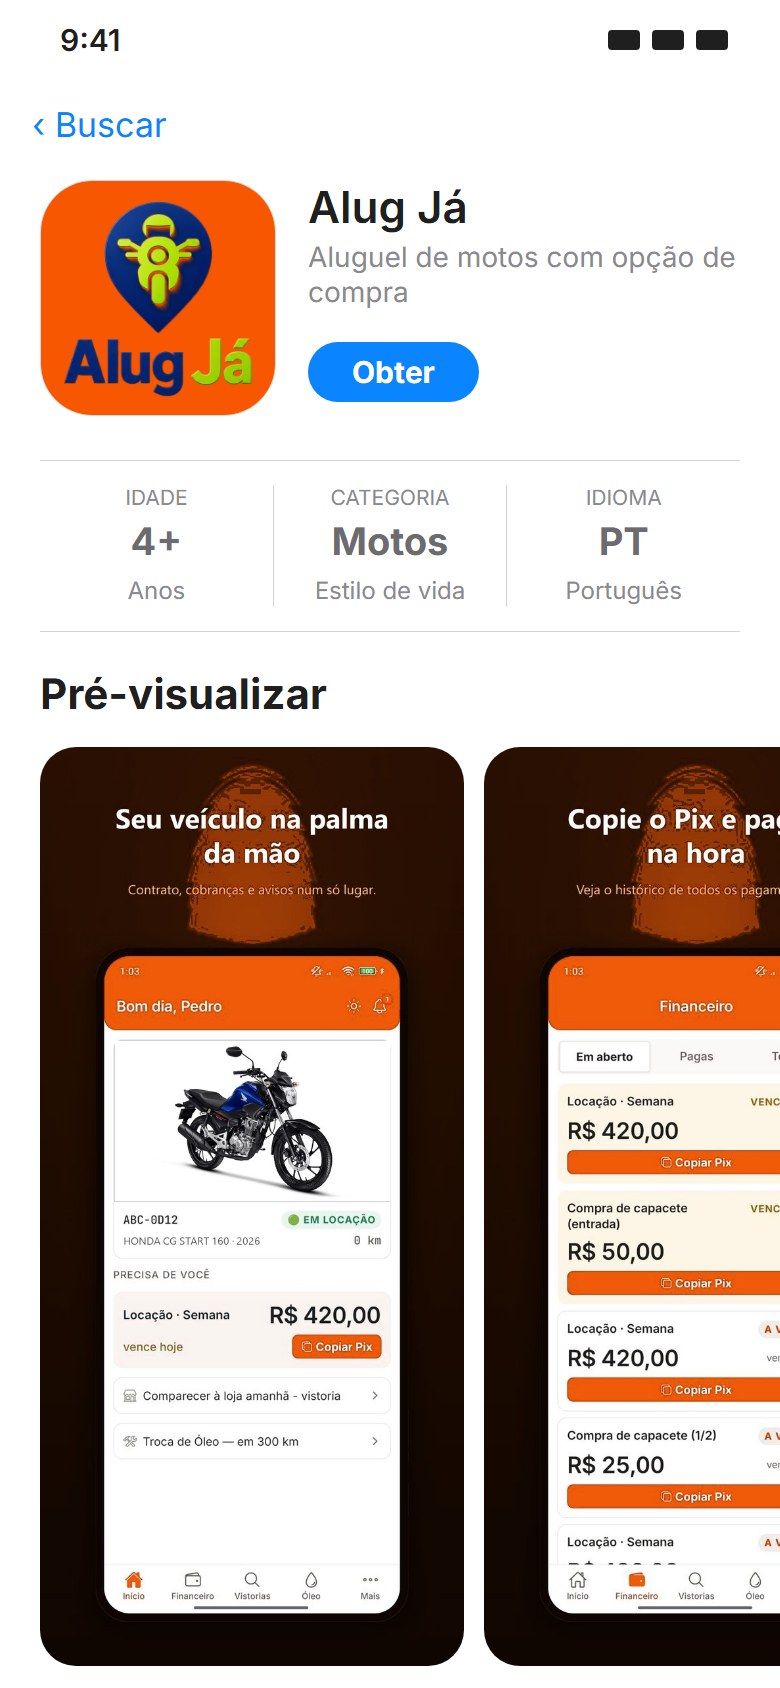 9:41
‹ Buscar
Alug Já
Alug Já
Aluguel de motos com opção de
compra
Obter
IDADE
4+
Anos
CATEGORIA
Motos
Estilo de vida
IDIOMA
PT
Português
Pré-visualizar
Seu veículo na palma
da mão
Contrato, cobranças e avisos num só lugar.
1:03
100
Bom dia, Pedro
ABC-0D12
EM LOCAÇÃO
HONDA CG START 160 · 2026
0 km
PRECISA DE VOCÊ
Locação · Semana
R$ 420,00
vence hoje
Copiar Pix
Comparecer à loja amanhã - vistoria
Troca de Óleo — em 300 km
Início
Financeiro
Vistorias
Óleo
Mais
Copie o Pix e pag
na hora
Veja o histórico de todos os pagam
1:03
Financeiro
Em aberto
Pagas
To
Locação · Semana
VENC
R$ 420,00
Copiar Pix
Compra de capacete
(entrada)
VENC
R$ 50,00
Copiar Pix
Locação · Semana
A V
R$ 420,00
ver
Copiar Pix
Compra de capacete (1/2)
A V
R$ 25,00
ver
Copiar Pix
Locação · Semana
A V
Início
Financeiro
Vistorias
Óleo